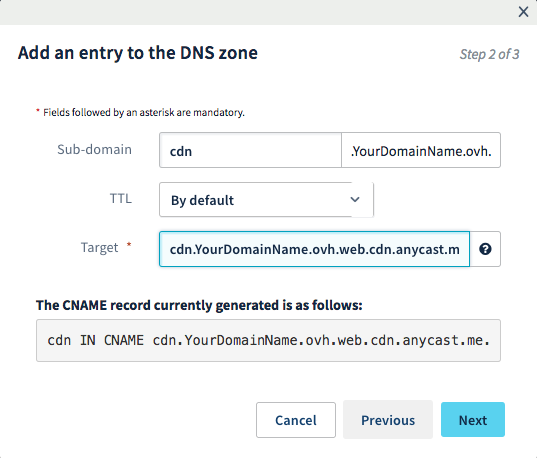 Add an entry to the DNS zone
Step 2 of 3
* Fields followed by an asterisk are mandatory.
Sub-domain cdn .YourDomainName.ovh.
TTL By default
Target * cdn.YourDomainName.ovh.web.cdn.anycast.m
The CNAME record currently generated is as follows:
cdn IN CNAME cdn.YourDomainName.ovh.web.cdn.anycast.me.
Cancel Previous Next